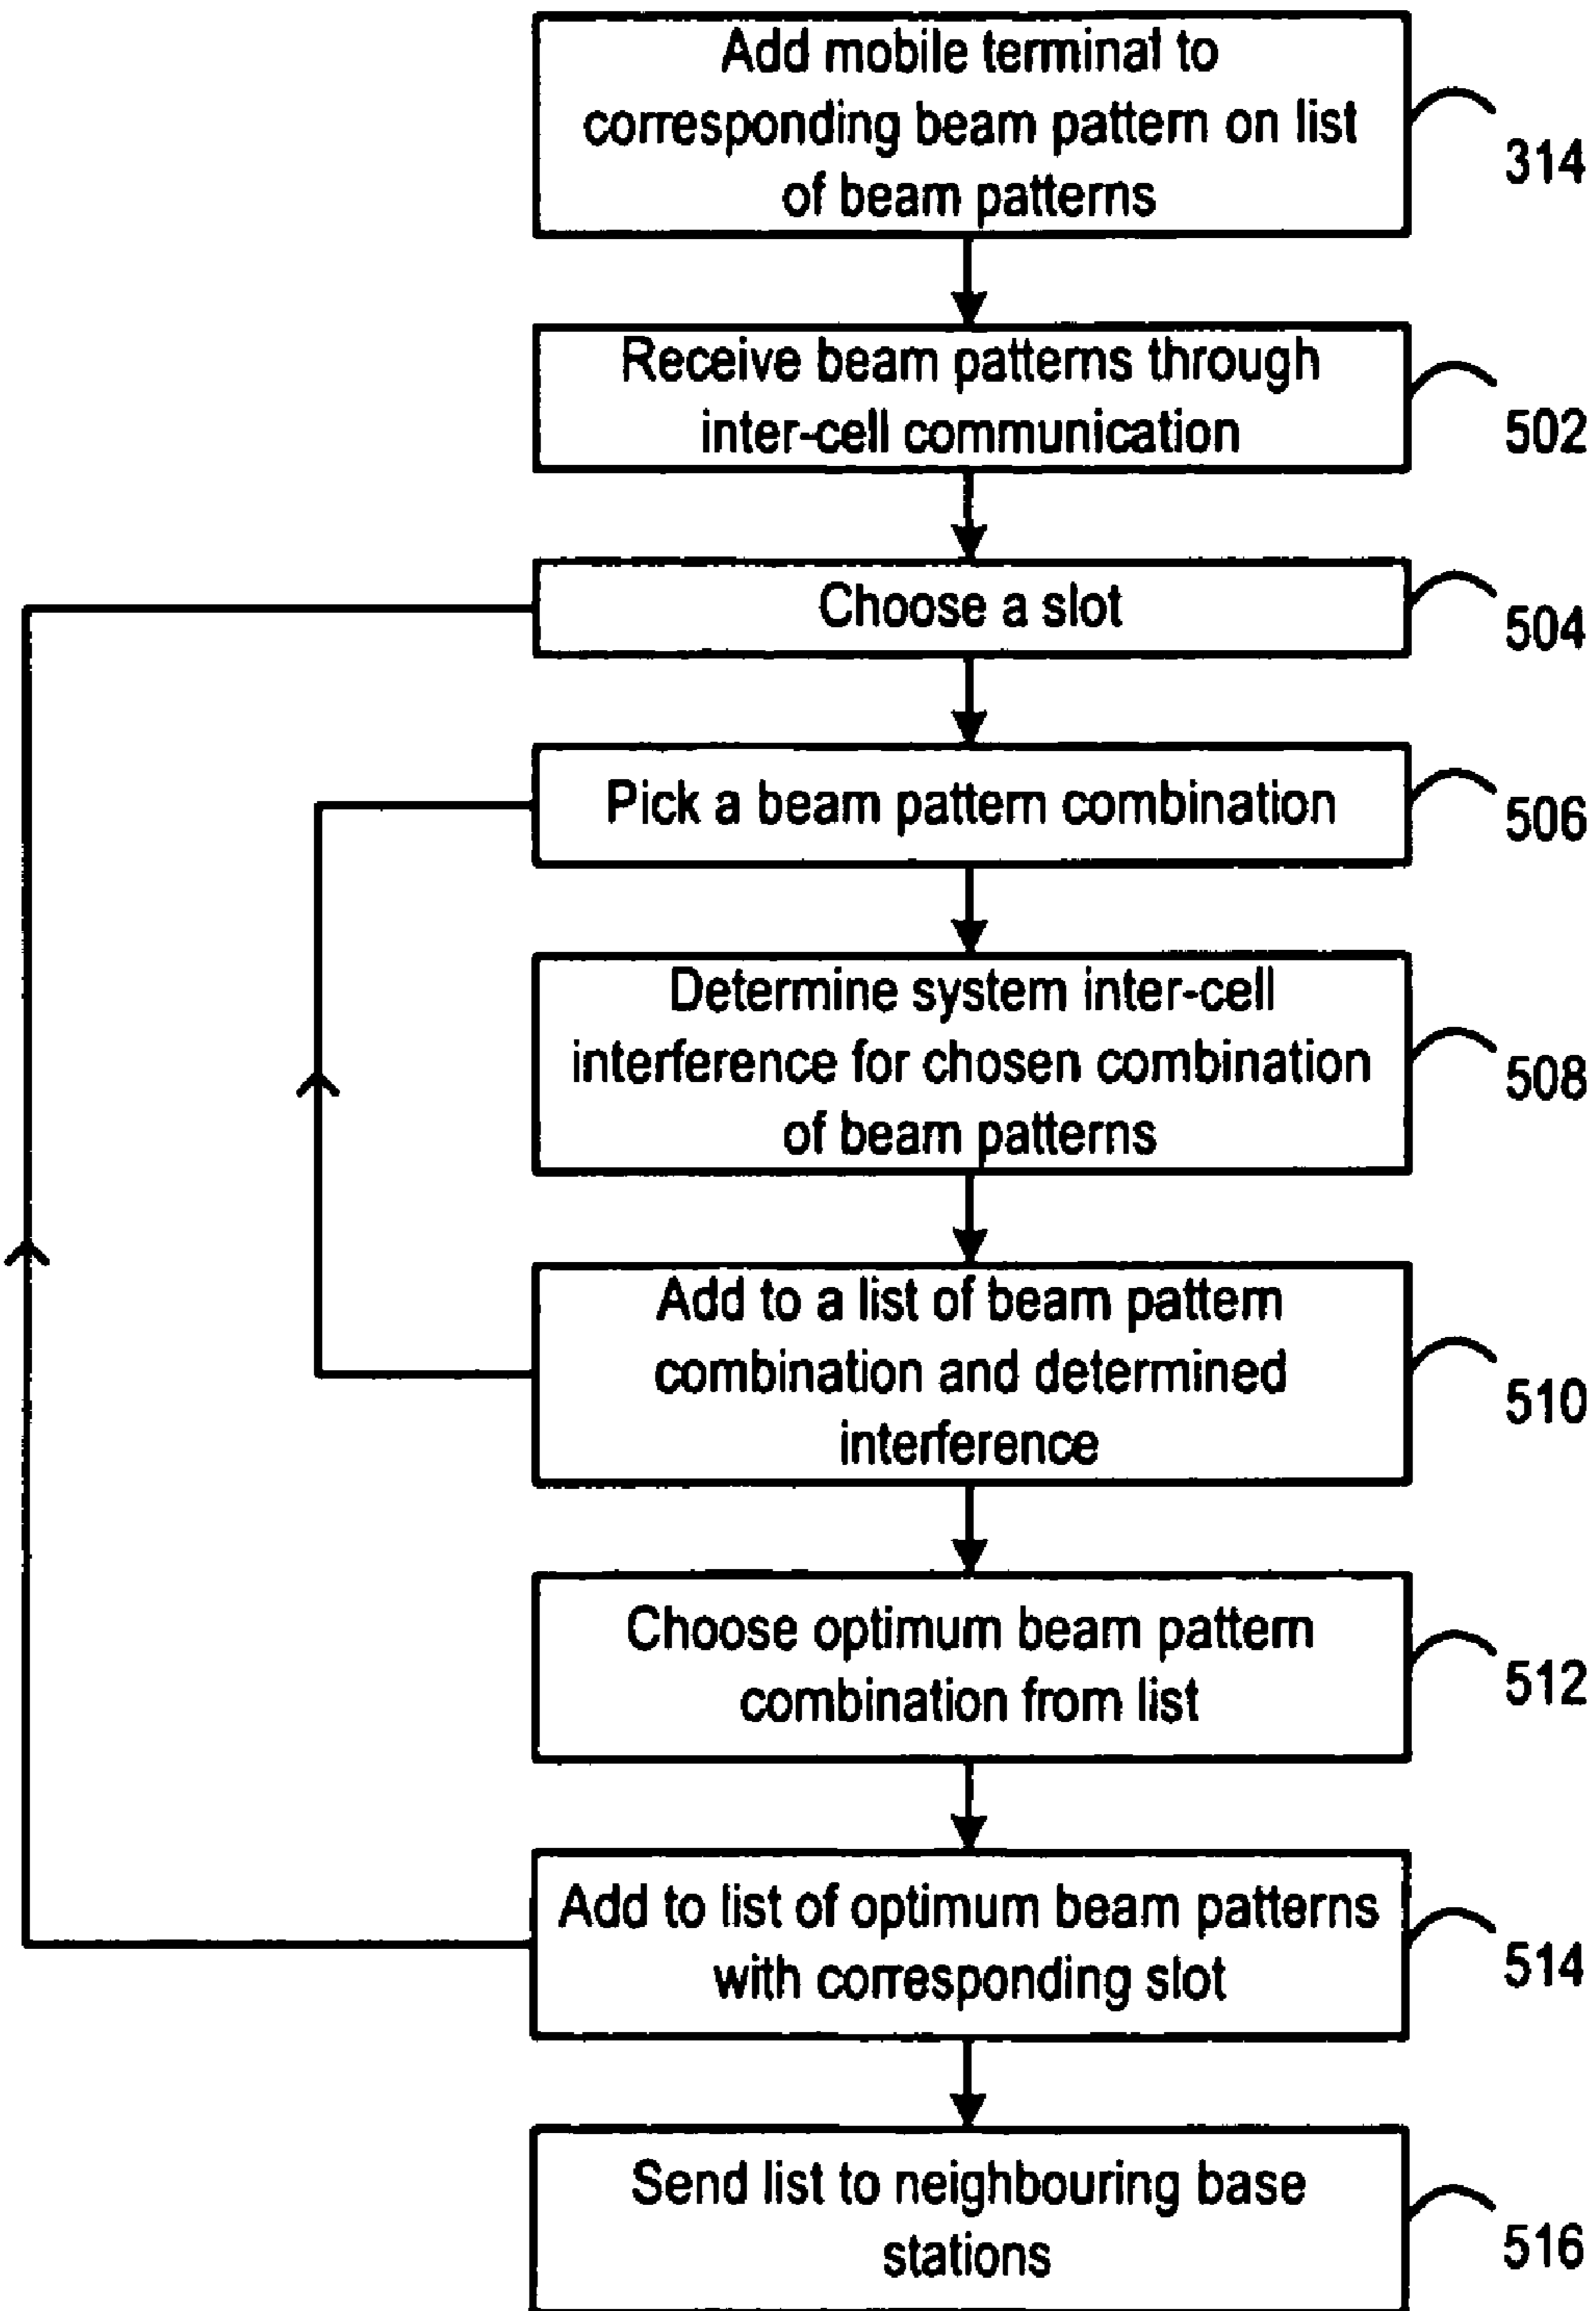 Add mobile terminal to
corresponding beam pattern on list
of beam patterns
314
Receive beam patterns through
inter-cell communication
502
Choose a slot
504
Pick a beam pattern combination
506
Determine system inter-cell
interference for chosen combination
of beam patterns
508
Add to a list of beam pattern
combination and determined
interference
510
Choose optimum beam pattern
combination from list
512
Add to list of optimum beam patterns
with corresponding slot
514
Send list to neighbouring base
stations
516